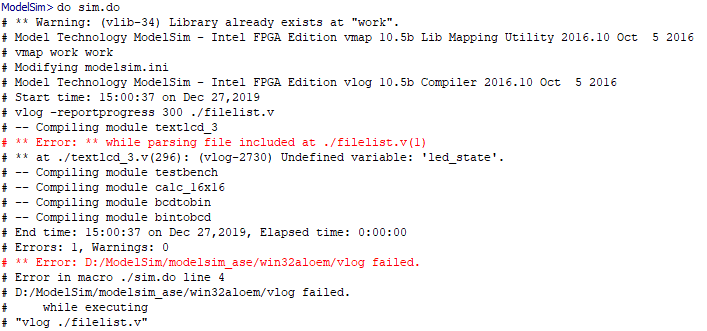 ModelSim> do sim.do
# ** Warning: (vlib-34) Library already exists at "work".
# Model Technology ModelSim - Intel FPGA Edition vmap 10.5b Lib Mapping Utility 2016.10 Oct  5 2016
# vmap work work
# Modifying modelsim.ini
# Model Technology ModelSim - Intel FPGA Edition vlog 10.5b Compiler 2016.10 Oct  5 2016
# Start time: 15:00:37 on Dec 27,2019
# vlog -reportprogress 300 ./filelist.v
# -- Compiling module textlcd_3
# ** Error: ** while parsing file included at ./filelist.v(1)
# ** at ./textlcd_3.v(296): (vlog-2730) Undefined variable: 'led_state'.
# -- Compiling module testbench
# -- Compiling module calc_16x16
# -- Compiling module bcdtobin
# -- Compiling module bintobcd
# End time: 15:00:37 on Dec 27,2019, Elapsed time: 0:00:00
# Errors: 1, Warnings: 0
# ** Error: D:/ModelSim/modelsim_ase/win32aloem/vlog failed.
# Error in macro ./sim.do line 4
# D:/ModelSim/modelsim_ase/win32aloem/vlog failed.
#     while executing
# "vlog ./filelist.v"